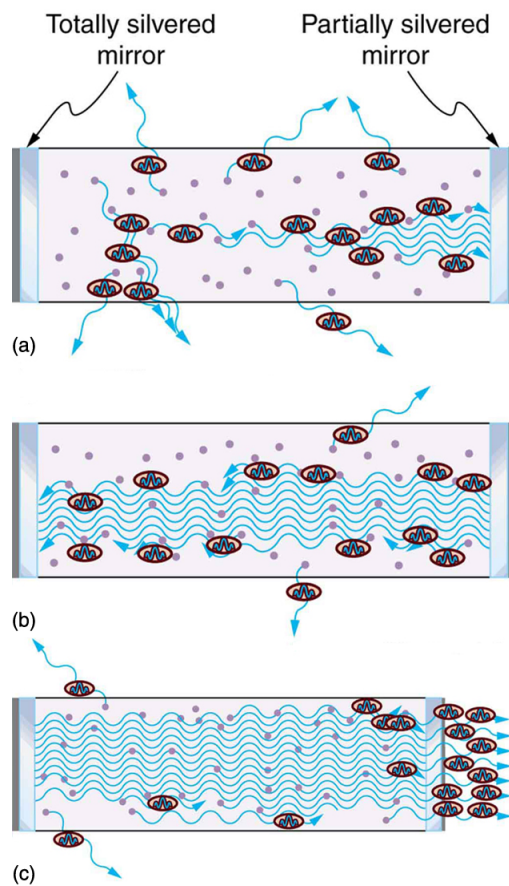 Totally silvered
mirror
Partially silvered
mirror
(a)
(b)
(c)